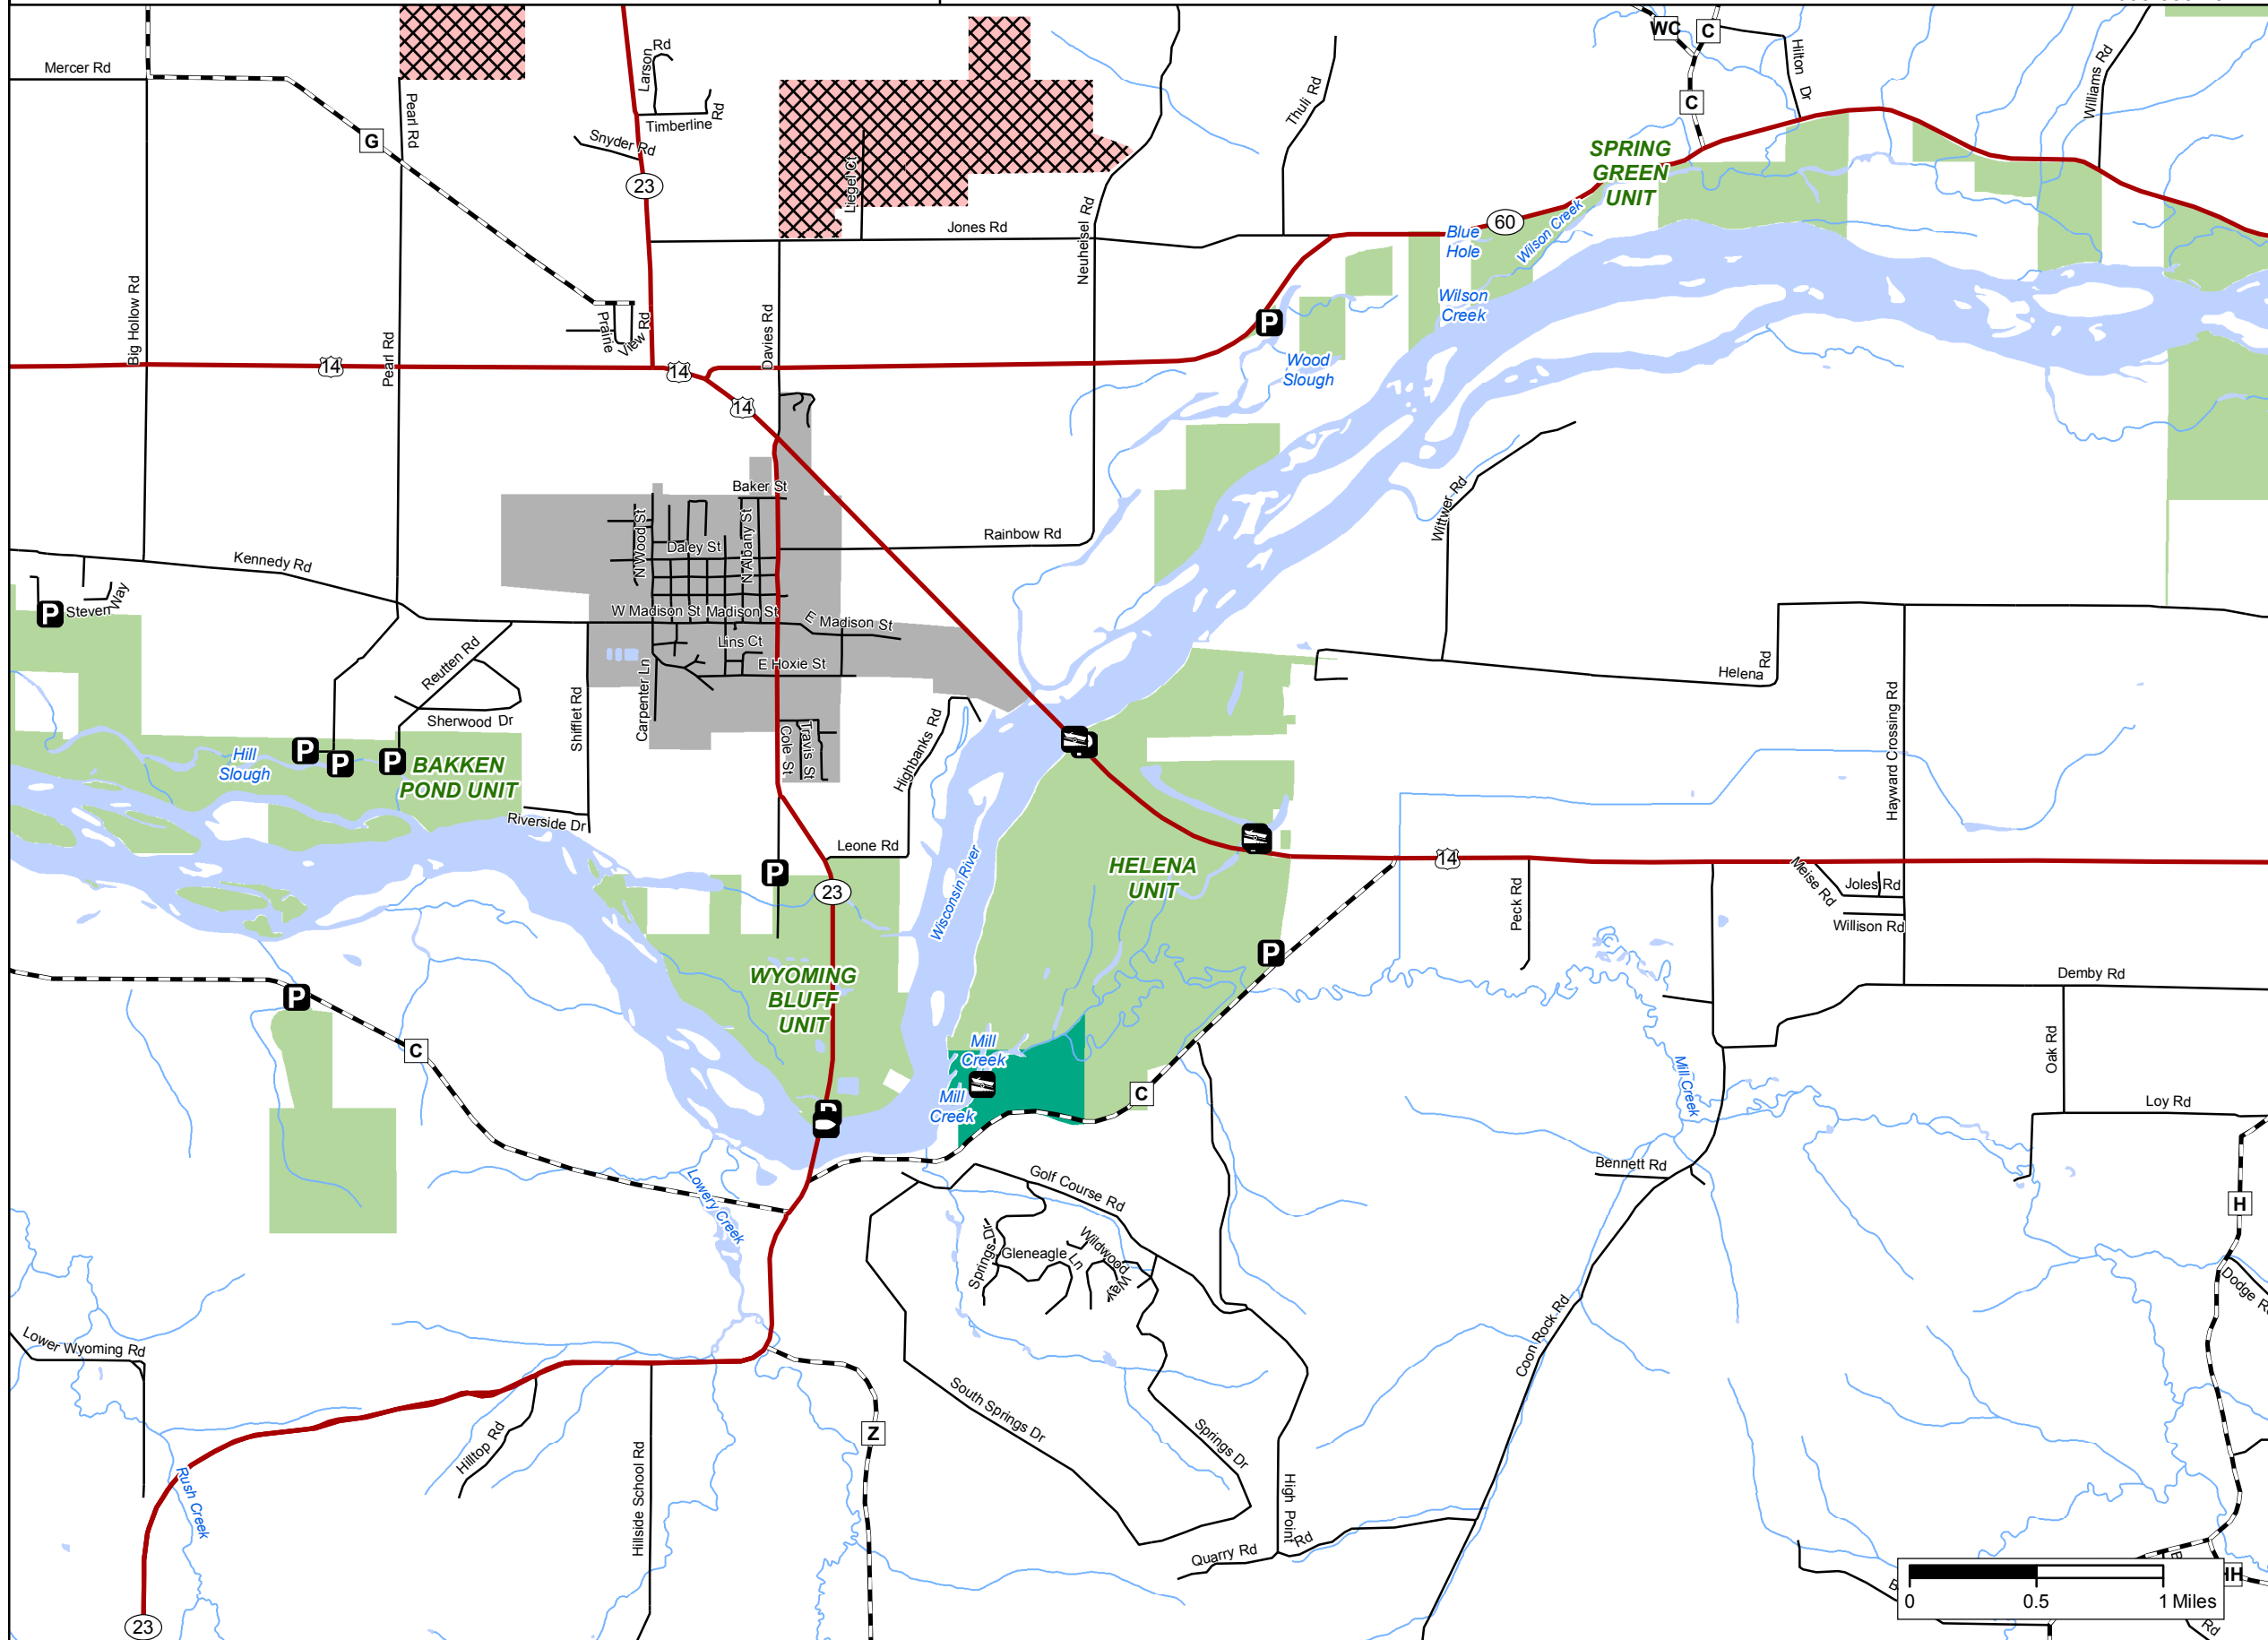 WC
C
Mercer Rd
Larson
Rd
Hilton
Dr
Williams Rd
Pearl Rd
G
Timberline
Rd
Snyder Rd
Thuli Rd
C
23
Liegel Ct
SPRING
GREEN
UNIT
Jones Rd
Neuheisel Rd
60
Blue
Hole
Wilson Creek
Big Hollow Rd
Wilson
Creek
Prairie
View Rd
Davies Rd
P
Pearl Rd
14
14
Wood
Slough
14
Baker St
N Wood St
N Albany St
Daley St
Rainbow Rd
Wittwer Rd
Kennedy Rd
P
Steven
Way
W Madison St
Madison St
E Madison St
Lins Ct
E Hoxie St
Reutten Rd
Carpenter Ln
Helena
Rd
Shifflet Rd
Sherwood Dr
Hayward Crossing Rd
Highbanks Rd
Cole St
Travis St
Hill
Slough
P
P
P
BAKKEN
POND UNIT
Riverside Dr
Leone Rd
P
23
Wisconsin River
HELENA
UNIT
14
Peck Rd
Meise Rd
Joles Rd
Willison Rd
P
Demby Rd
WYOMING
BLUFF
UNIT
P
C
Mill
Creek
Mill
Creek
C
Mill Creek
Oak Rd
Loy Rd
Bennett Rd
Lowery Creek
Golf Course Rd
H
Springs Dr
Gleneagle
Ln
Wildwood
Way
Dodge R
Lower Wyoming Rd
Coon Rock Rd
South Springs Dr
Springs Dr
Hilltop Rd
Z
Hillside School Rd
Rush Creek
High Point
Rd
Quarry Rd
HH
0
0.5
1 Miles
Rd
23